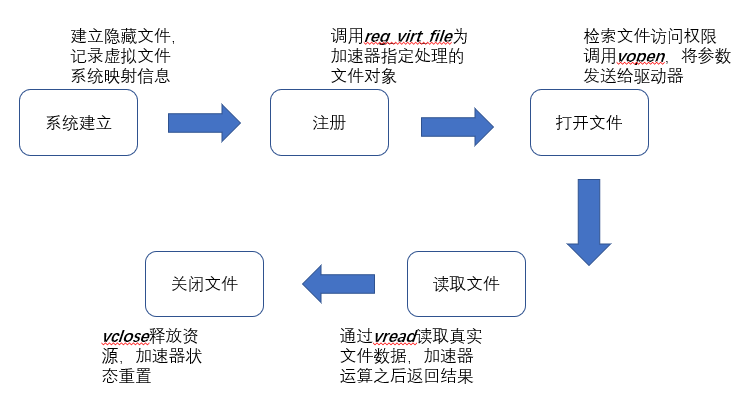 建立隐藏文件，
记录虚拟文件
系统映射信息
调用reg_virt_file为
加速器指定处理的
文件对象
检索文件访问权限
调用vopen，将参数
发送给驱动器
系统建立
注册
打开文件
关闭文件
读取文件
vclose释放资
源，加速器状
态重置
通过vread读取真实
文件数据，加速器
运算之后返回结果